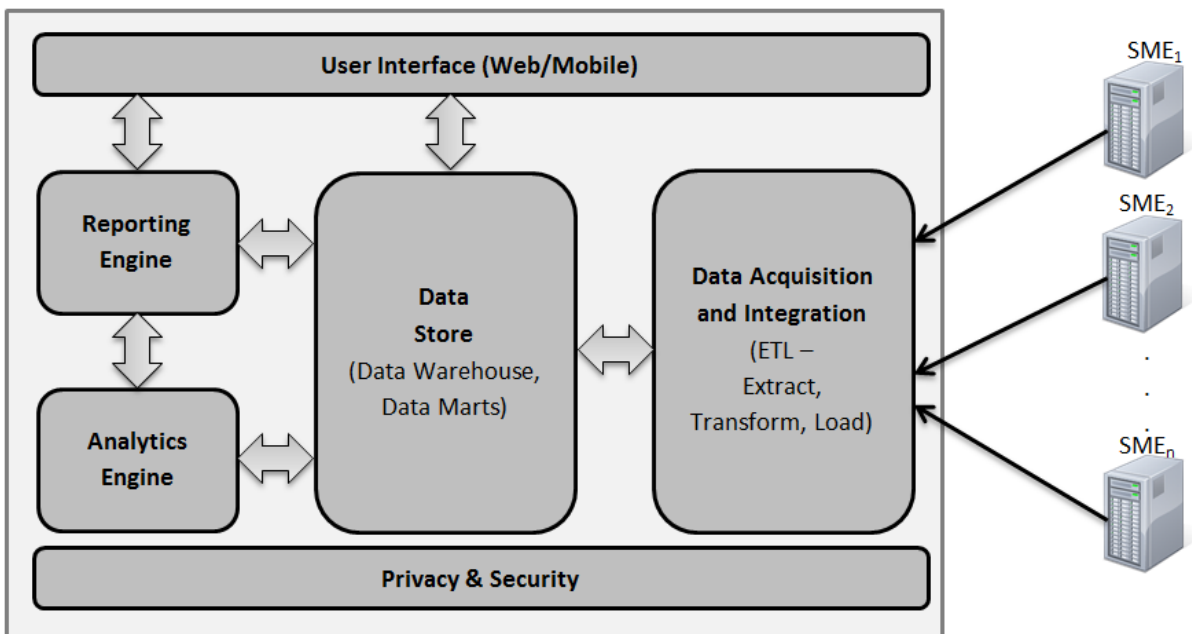 User Interface (Web/Mobile)
Reporting
Engine
Analytics
Engine
Data
Store
(Data Warehouse,
Data Marts)
Data Acquisition
and Integration
(ETL –
Extract,
Transform, Load)
Privacy & Security
SME₁
SME₂
.
.
.
SMEₙ